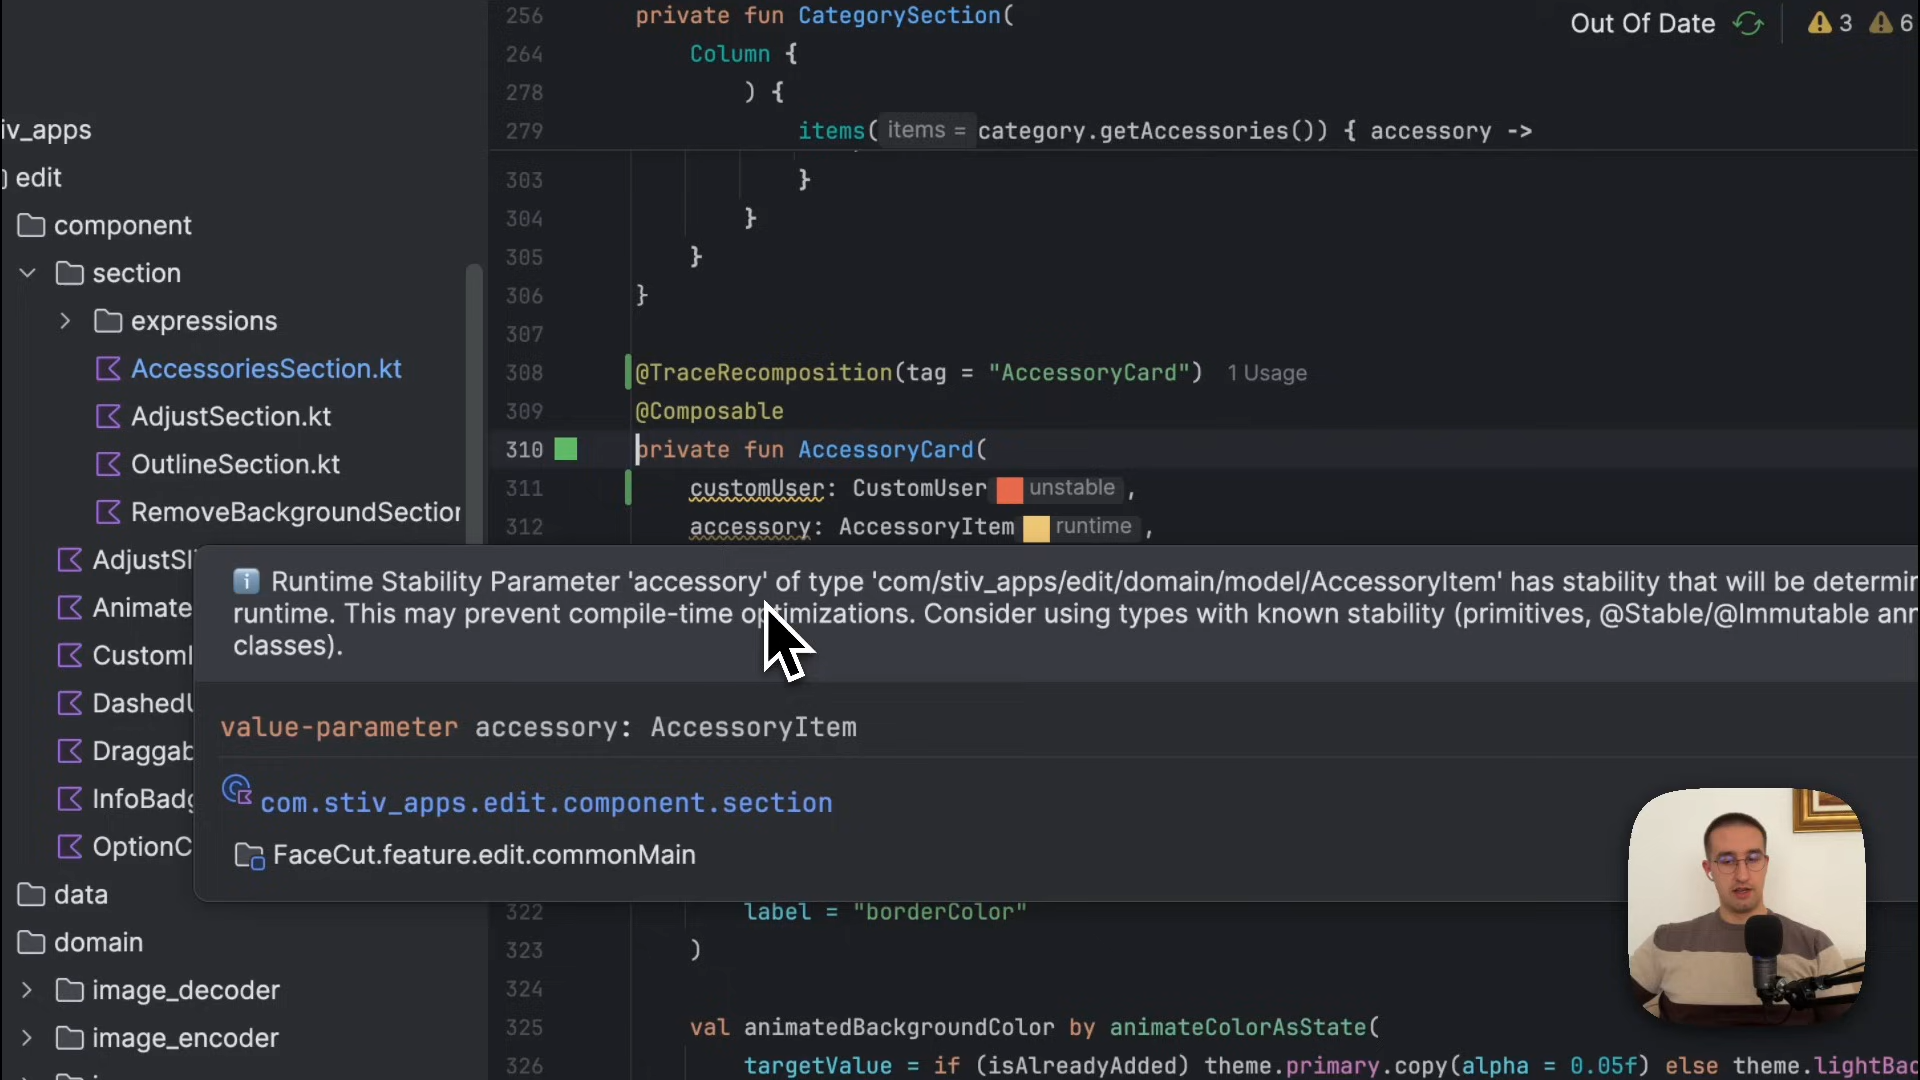 256 private fun CategorySection(
Out Of Date 3 6
264 Column {
278 ) {
279 items( items = category.getAccessories()) { accessory ->
303 }
304 }
305 }
306 }
307
308 @TraceRecomposition(tag = "AccessoryCard") 1 Usage
309 @Composable
310 private fun AccessoryCard(
311 customUser: CustomUser unstable ,
312 accessory: AccessoryItem runtime ,
iv_apps
edit
component
section
expressions
AccessoriesSection.kt
AdjustSection.kt
OutlineSection.kt
RemoveBackgroundSection
AdjustSl
Animate
CustomI
DashedU
Draggab
InfoBadg
OptionC
data
domain
image_decoder
image_encoder
Runtime Stability Parameter 'accessory' of type 'com/stiv_apps/edit/domain/model/AccessoryItem' has stability that will be determin
runtime. This may prevent compile-time optimizations. Consider using types with known stability (primitives, @Stable/@Immutable ann
classes).
value-parameter accessory: AccessoryItem
com.stiv_apps.edit.component.section
FaceCut.feature.edit.commonMain
322 label = "borderColor"
323 )
324
325 val animatedBackgroundColor by animateColorAsState(
326 targetValue = if (isAlreadyAdded) theme.primary.copy(alpha = 0.05f) else theme.lightBac